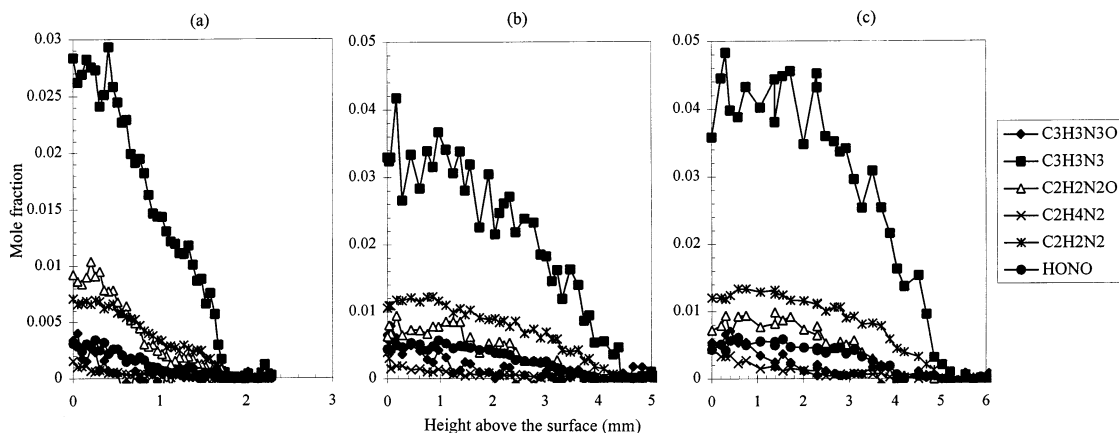 (a)
(b)
(c)
Mole fraction
0.03
0.025
0.02
0.015
0.01
0.005
0
0 1 2 3
0.05
0.04
0.03
0.02
0.01
0
0 1 2 3 4 5
0.05
0.04
0.03
0.02
0.01
0
0 1 2 3 4 5 6
Height above the surface (mm)
C3H3N3O
C3H3N3
C2H2N2O
C2H4N2
C2H2N2
HONO